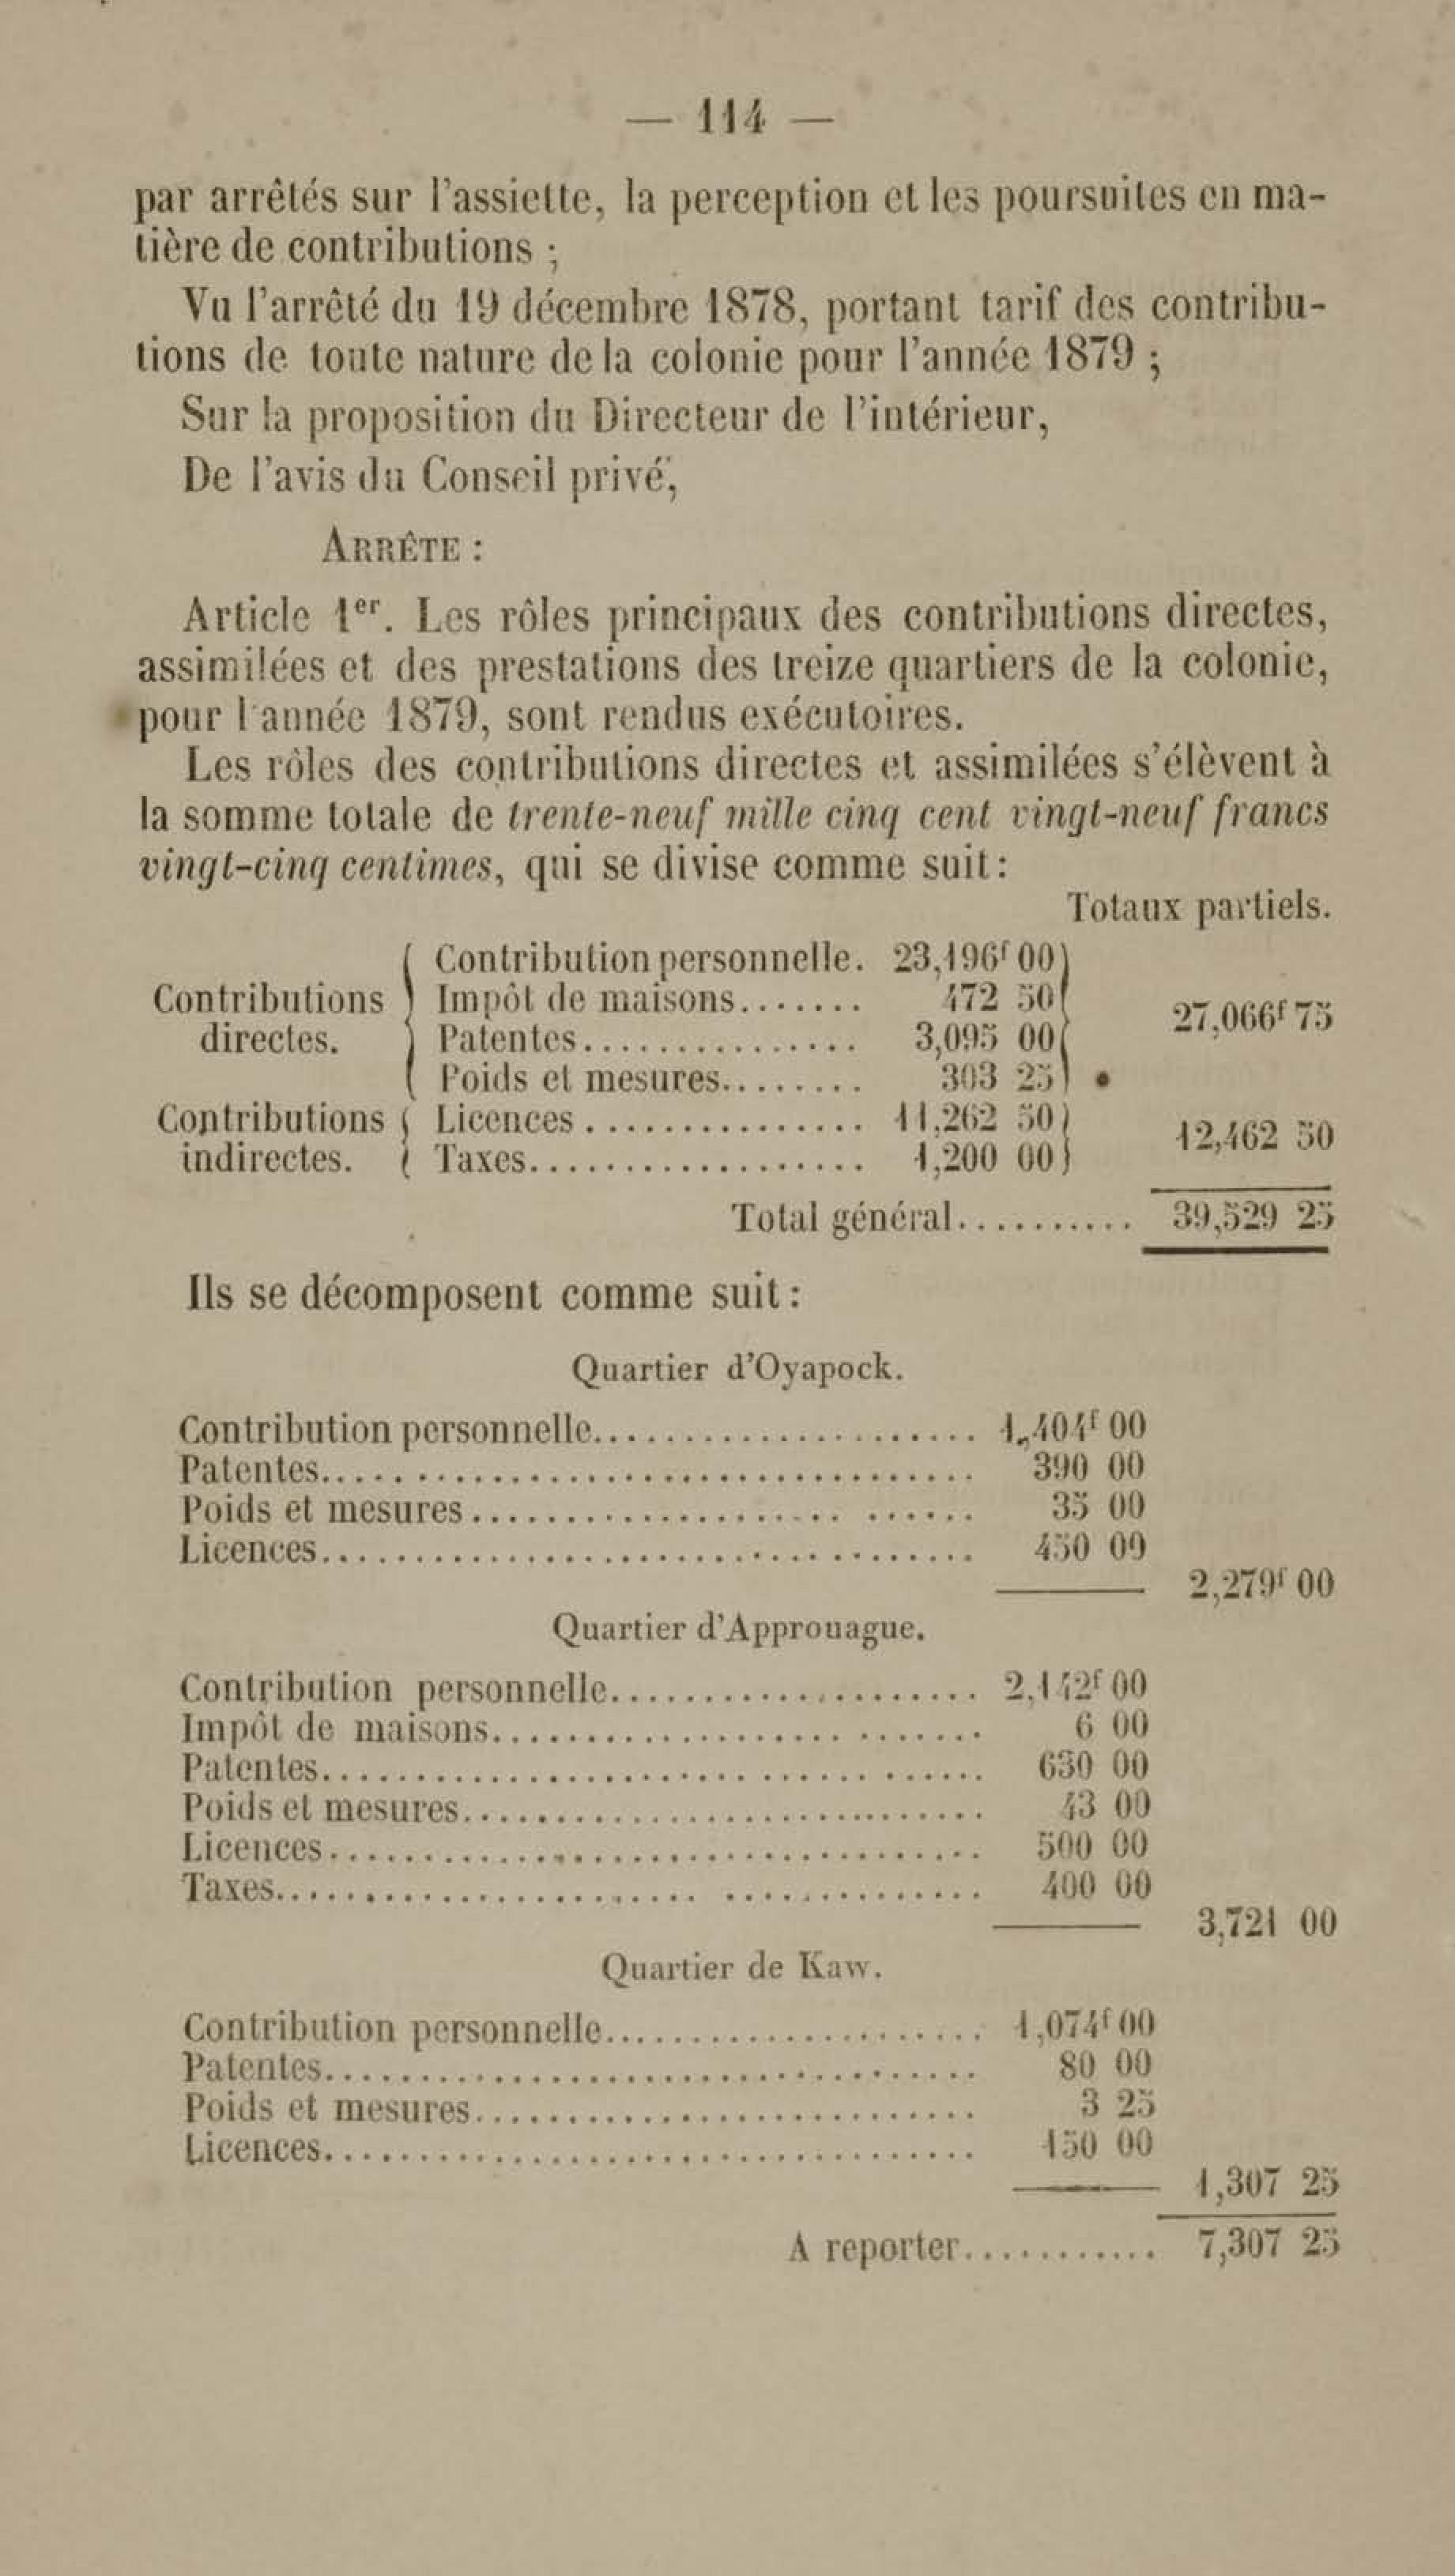 — 114 —
par arrêtés sur l'assiette, la perception et les poursuites en ma-
tière de contributions ;
Vu l'arrêté du 19 décembre 1878, portant tarif des contribu-
tions de toute nature de la colonie pour l'année 1879 ;
Sur la proposition du Directeur de l'intérieur,
De l'avis du Conseil privé,
ARRÊTE :
Article 1er. Les rôles principaux des contributions directes,
assimilées et des prestations des treize quartiers de la colonie,
pour l'année 1879, sont rendus exécutoires.
Les rôles des contributions directes et assimilées s'élèvent à
la somme totale de trente-neuf mille cinq cent vingt-neuf francs
vingt-cinq centimes, qui se divise comme suit :
Totaux partiels.
Contributions directes.
Contribution personnelle. 23,196f 00
Impôt de maisons....... 472 50
Patentes............... 3,095 00
Poids et mesures......... 303 25
27,066f 75
Contributions indirectes.
Licences............... 11,262 50
Taxes.................. 1,200 00
12,462 50
Total général........... 39,529 25
Ils se décomposent comme suit :
Quartier d'Oyapock.
Contribution personnelle..................... 1,404f 00
Patentes................................... 390 00
Poids et mesures.......................... 35 00
Licences................................... 450 00
2,279f 00
Quartier d'Approuague.
Contribution personnelle.................... 2,142f 00
Impôt de maisons.......................... 6 00
Patentes................................... 630 00
Poids et mesures........................... 43 00
Licences................................... 500 00
Taxes..................................... 400 00
3,721 00
Quartier de Kaw.
Contribution personnelle.................... 1,074f 00
Patentes................................... 80 00
Poids et mesures........................... 3 25
Licences................................... 150 00
1,307 25
A reporter............ 7,307 25